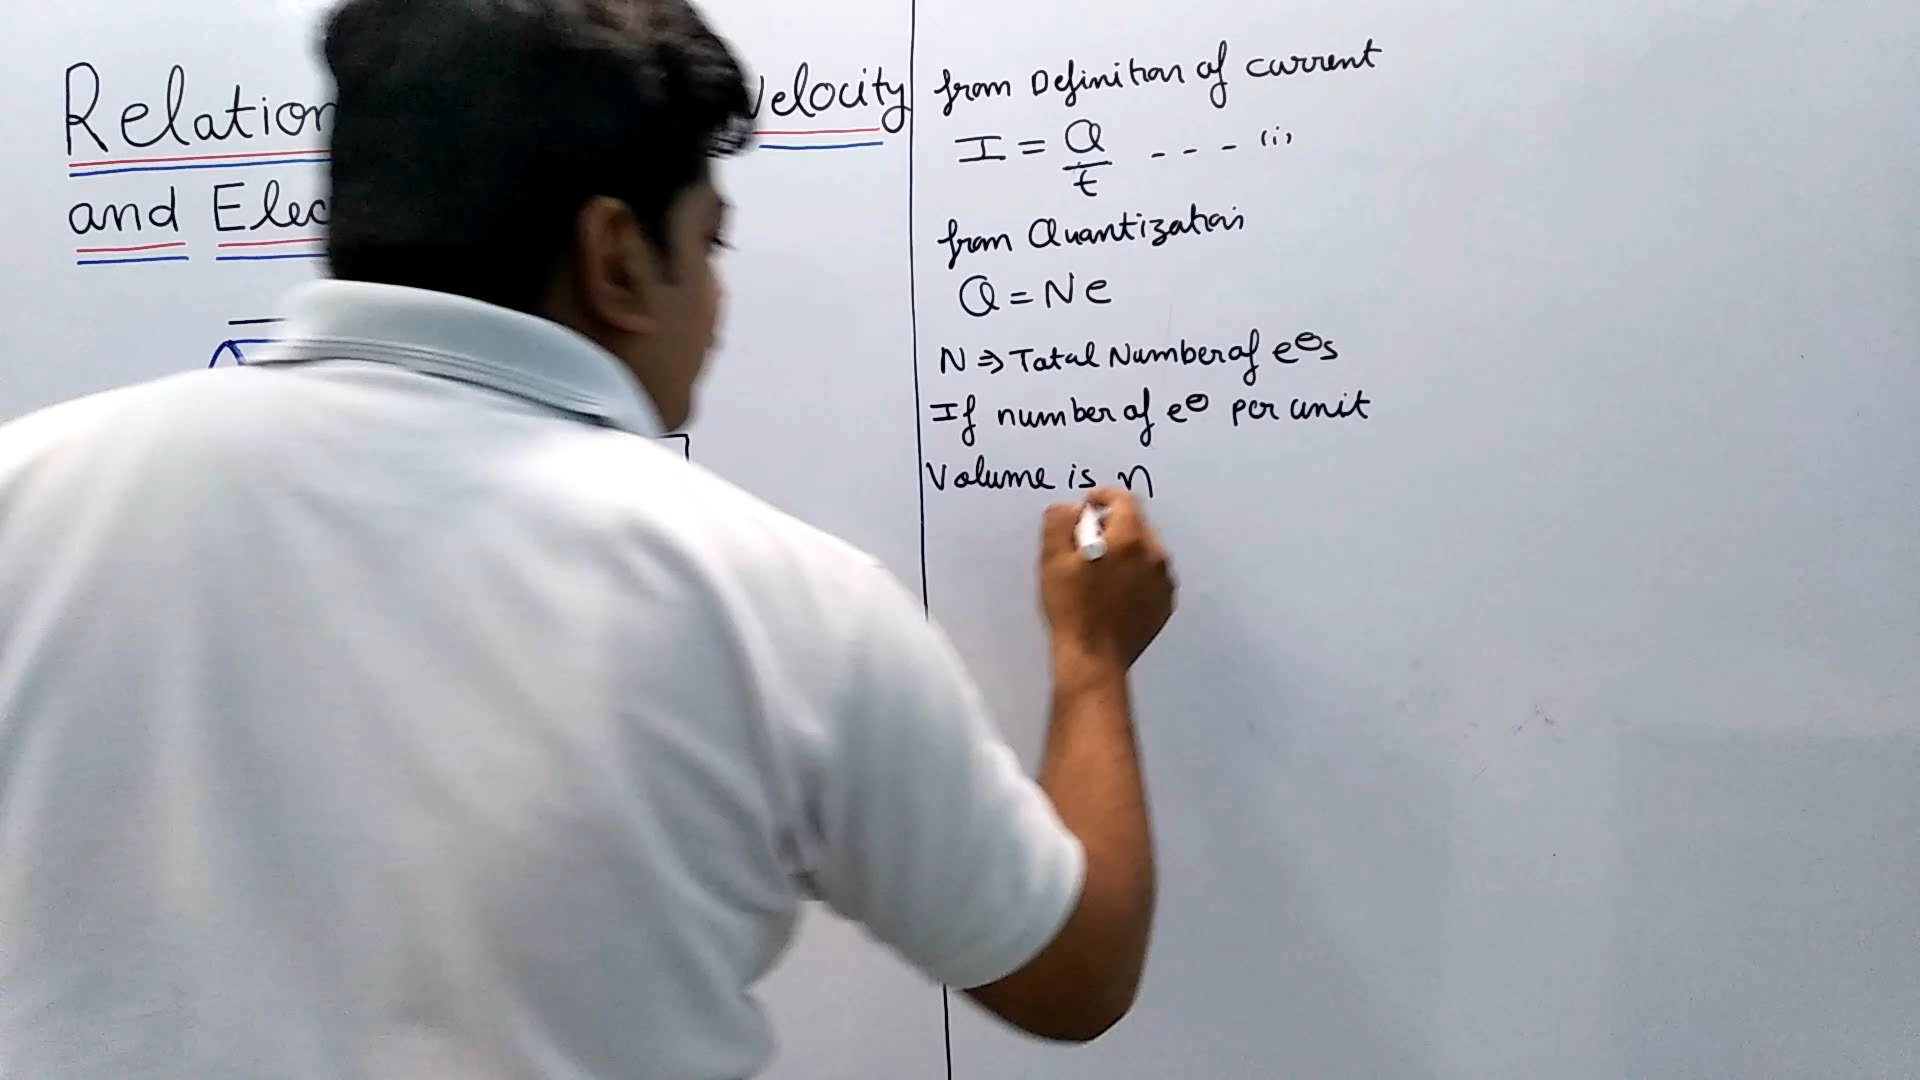 Relation Velocity
and Elec
from Definition of current
I = Q/t - - - (i)
from Quantization
Q = Ne
N ⇒ Total Number of e⊖s
If number of e⊖ per unit
Volume is n